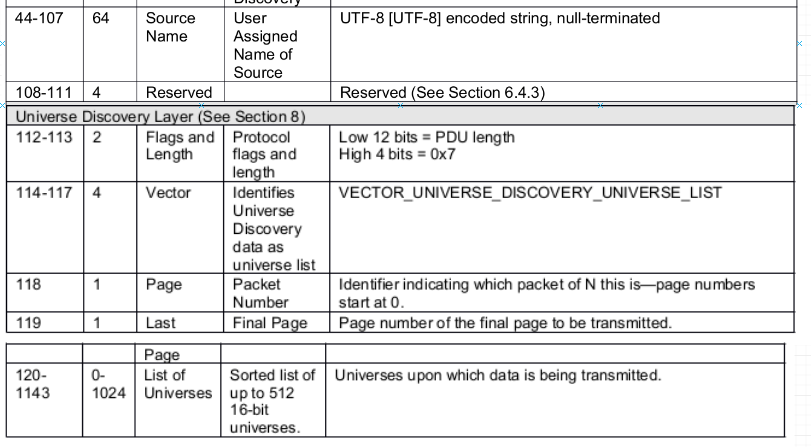 Discovery
44-107 64 Source User UTF-8 [UTF-8] encoded string, null-terminated
Name Assigned
Name of
Source
108-111 4 Reserved Reserved (See Section 6.4.3)
Universe Discovery Layer (See Section 8)
112-113 2 Flags and Protocol Low 12 bits = PDU length
Length flags and High 4 bits = 0x7
length
114-117 4 Vector Identifies VECTOR_UNIVERSE_DISCOVERY_UNIVERSE_LIST
Universe
Discovery
data as
universe list
118 1 Page Packet Identifier indicating which packet of N this is—page numbers
Number start at 0.
119 1 Last Final Page Page number of the final page to be transmitted.
Page
120- 0- List of Sorted list of Universes upon which data is being transmitted.
1143 1024 Universes up to 512
16-bit
universes.